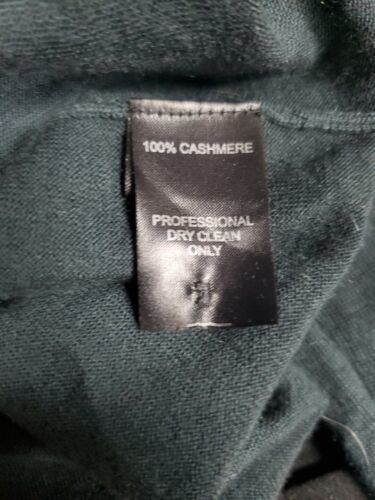 100% CASHMERE
PROFESSIONAL
DRY CLEAN
ONLY